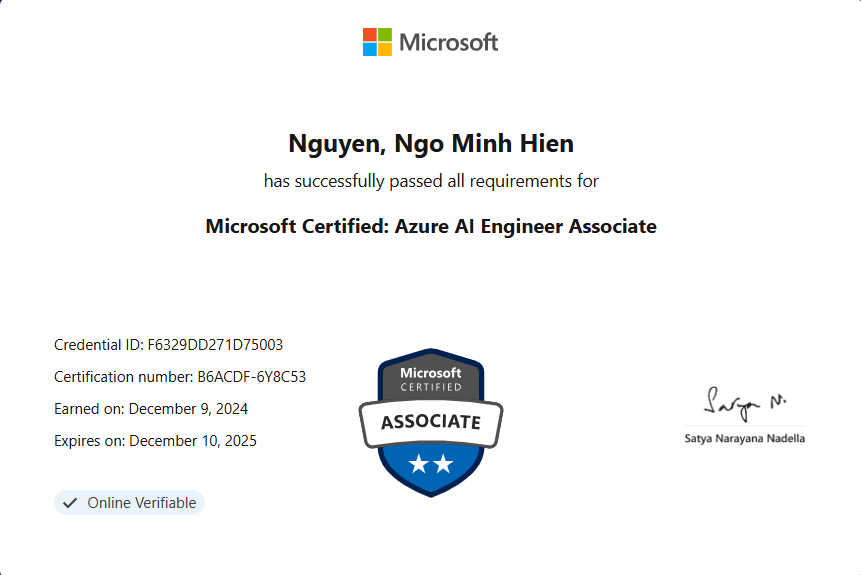 Microsoft
Nguyen, Ngo Minh Hien
has successfully passed all requirements for
Microsoft Certified: Azure AI Engineer Associate
Credential ID: F6329DD271D75003
Certification number: B6ACDF-6Y8C53
Earned on: December 9, 2024
Expires on: December 10, 2025
Online Verifiable
Microsoft
CERTIFIED
ASSOCIATE
Satya N.
Satya Narayana Nadella